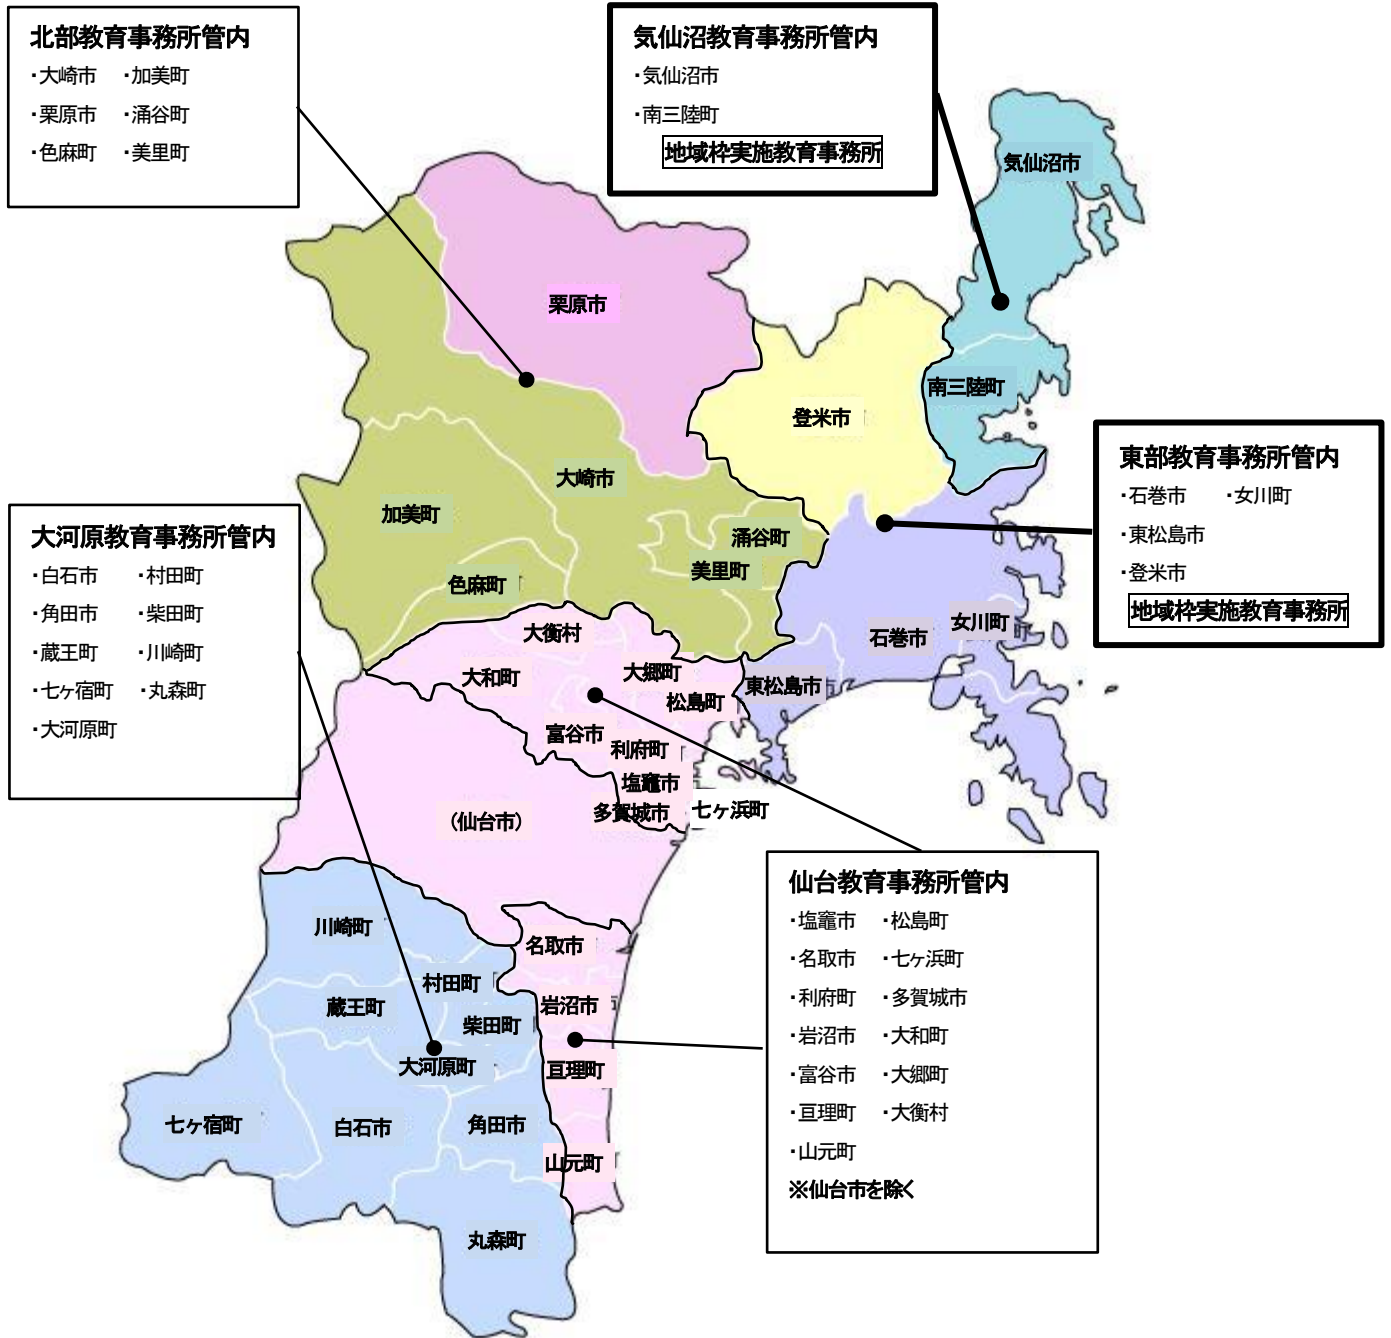 北部教育事務所管内
・大崎市 ・加美町
・栗原市 ・涌谷町
・色麻町 ・美里町
気仙沼教育事務所管内
・気仙沼市
・南三陸町
地域枠実施教育事務所
気仙沼市
栗原市
南三陸町
登米市
東部教育事務所管内
・石巻市 ・女川町
・東松島市
・登米市
地域枠実施教育事務所
大崎市
加美町
涌谷町
美里町
色麻町
大河原教育事務所管内
・白石市 ・村田町
・角田市 ・柴田町
・蔵王町 ・川崎町
・七ヶ宿町 ・丸森町
・大河原町
女川町
石巻市
大衡村
大郷町
大和町
東松島市
松島町
富谷市
利府町
塩竈市
多賀城市
七ヶ浜町
（仙台市）
仙台教育事務所管内
・塩竈市 ・松島町
・名取市 ・七ヶ浜町
・利府町 ・多賀城市
・岩沼市 ・大和町
・富谷市 ・大郷町
・亘理町 ・大衡村
・山元町
※仙台市を除く
川崎町
名取市
村田町
蔵王町
岩沼市
柴田町
大河原町
亘理町
七ヶ宿町
白石市
角田市
山元町
丸森町